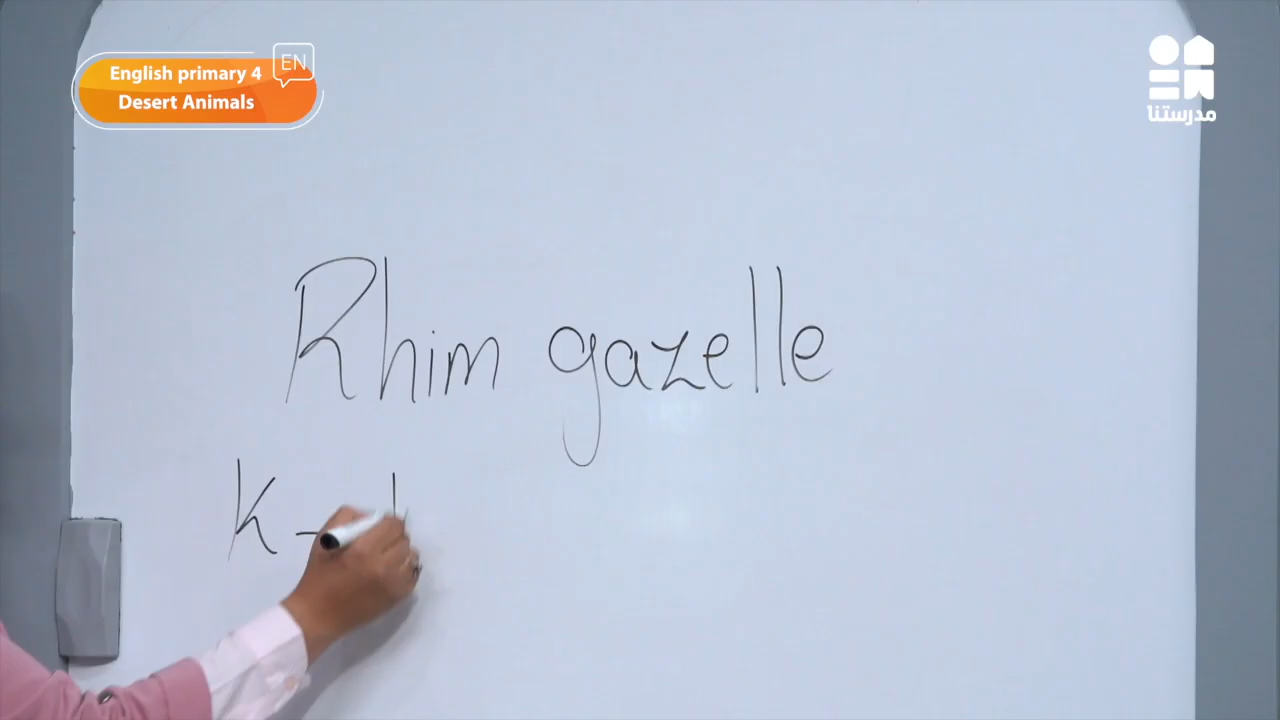 English primary 4
EN
Desert Animals
مدرستنا
Rhim gazelle
K -